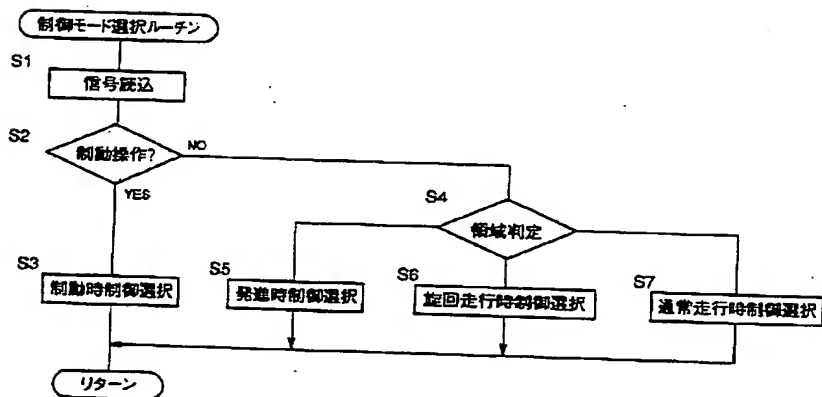 制御モード選択ルーチン
S1
信号読込
S2
制動操作?
NO
YES
S4
領域判定
S3
制動時制御選択
S5
発進時制御選択
S6
旋回走行時制御選択
S7
通常走行時制御選択
リターン